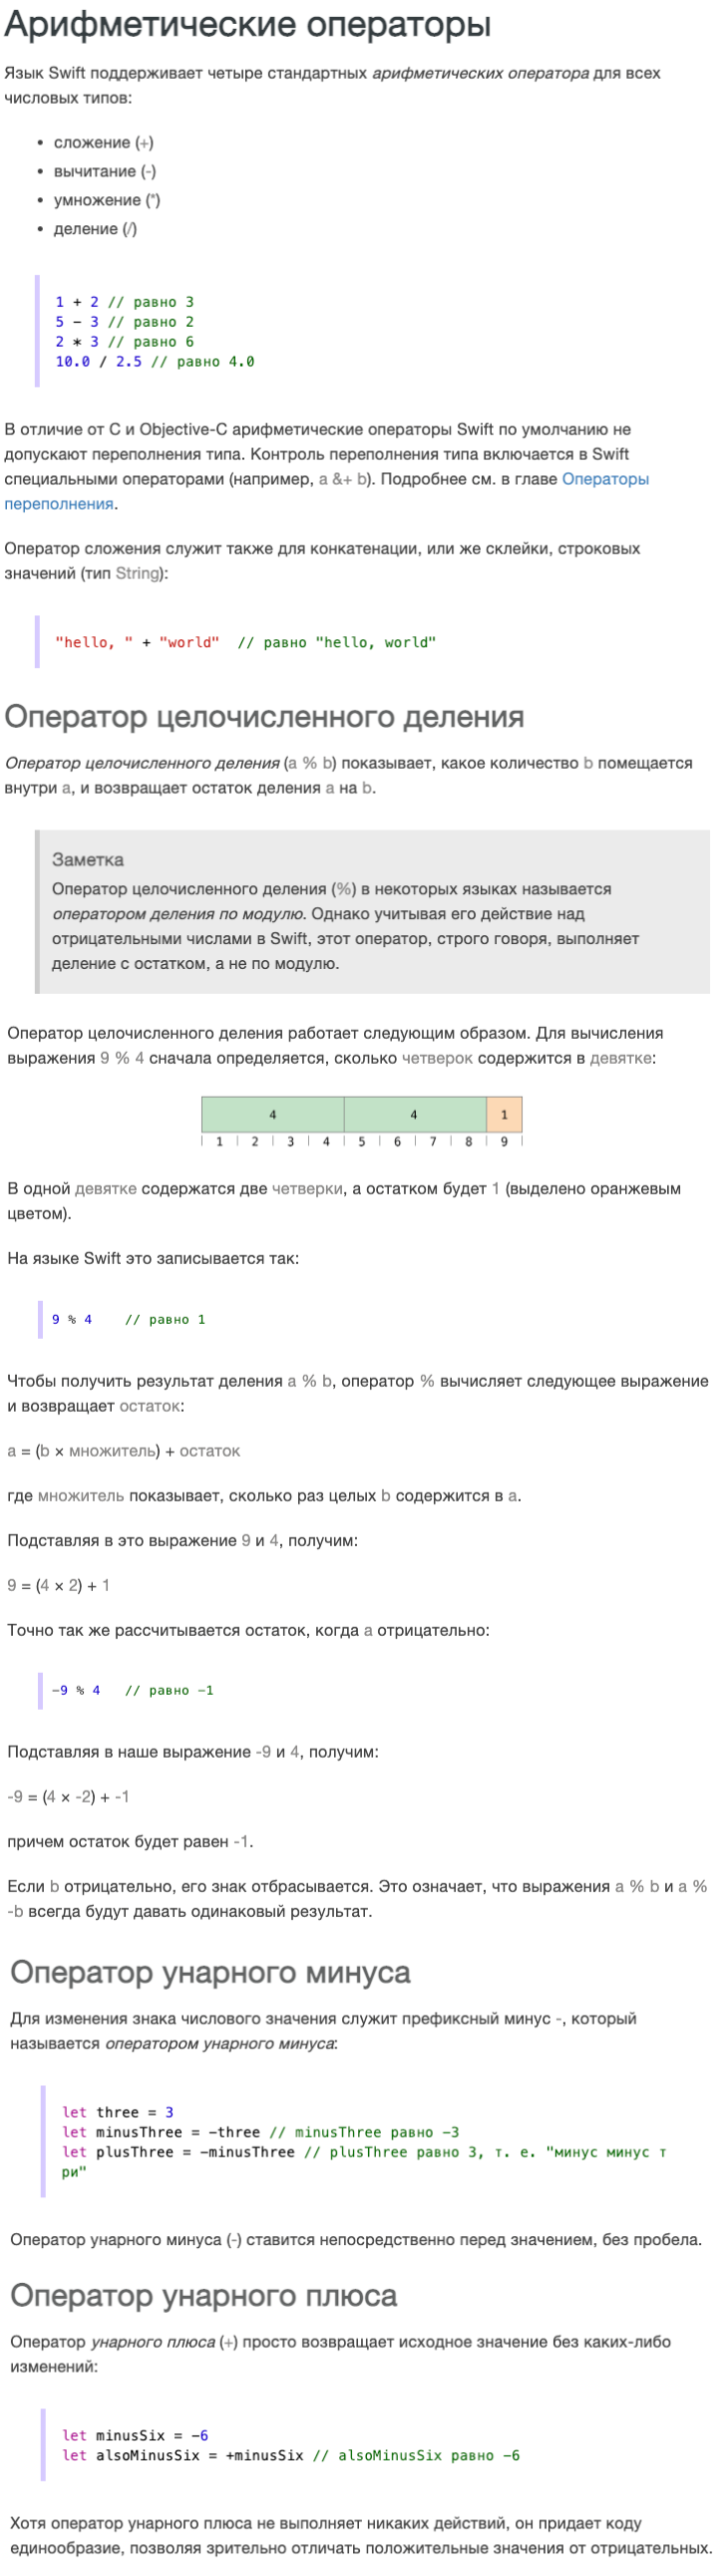 Арифметические операторы
Язык Swift поддерживает четыре стандартных арифметических оператора для всех
числовых типов:
• сложение (+)
• вычитание (-)
• умножение (*)
• деление (/)
1 + 2 // равно 3
5 - 3 // равно 2
2 * 3 // равно 6
10.0 / 2.5 // равно 4.0
В отличие от C и Objective-C арифметические операторы Swift по умолчанию не
допускают переполнения типа. Контроль переполнения типа включается в Swift
специальными операторами (например, a &+ b). Подробнее см. в главе Операторы
переполнения.
Оператор сложения служит также для конкатенации, или же склейки, строковых
значений (тип String):
"hello, " + "world"  // равно "hello, world"
Оператор целочисленного деления
Оператор целочисленного деления (a % b) показывает, какое количество b помещается
внутри a, и возвращает остаток деления a на b.
Заметка
Оператор целочисленного деления (%) в некоторых языках называется
оператором деления по модулю. Однако учитывая его действие над
отрицательными числами в Swift, этот оператор, строго говоря, выполняет
деление с остатком, а не по модулю.
Оператор целочисленного деления работает следующим образом. Для вычисления
выражения 9 % 4 сначала определяется, сколько четверок содержится в девятке:
4 4 1
1 2 3 4 5 6 7 8 9
В одной девятке содержатся две четверки, а остатком будет 1 (выделено оранжевым
цветом).
На языке Swift это записывается так:
9 % 4    // равно 1
Чтобы получить результат деления a % b, оператор % вычисляет следующее выражение
и возвращает остаток:
a = (b × множитель) + остаток
где множитель показывает, сколько раз целых b содержится в a.
Подставляя в это выражение 9 и 4, получим:
9 = (4 × 2) + 1
Точно так же рассчитывается остаток, когда a отрицательно:
-9 % 4   // равно -1
Подставляя в наше выражение -9 и 4, получим:
-9 = (4 × -2) + -1
причем остаток будет равен -1.
Если b отрицательно, его знак отбрасывается. Это означает, что выражения a % b и a %
-b всегда будут давать одинаковый результат.
Оператор унарного минуса
Для изменения знака числового значения служит префиксный минус -, который
называется оператором унарного минуса:
let three = 3
let minusThree = -three // minusThree равно -3
let plusThree = -minusThree // plusThree равно 3, т. е. "минус минус т
ри"
Оператор унарного минуса (-) ставится непосредственно перед значением, без пробела.
Оператор унарного плюса
Оператор унарного плюса (+) просто возвращает исходное значение без каких-либо
изменений:
let minusSix = -6
let alsoMinusSix = +minusSix // alsoMinusSix равно -6
Хотя оператор унарного плюса не выполняет никаких действий, он придает коду
единообразие, позволяя зрительно отличать положительные значения от отрицательных.